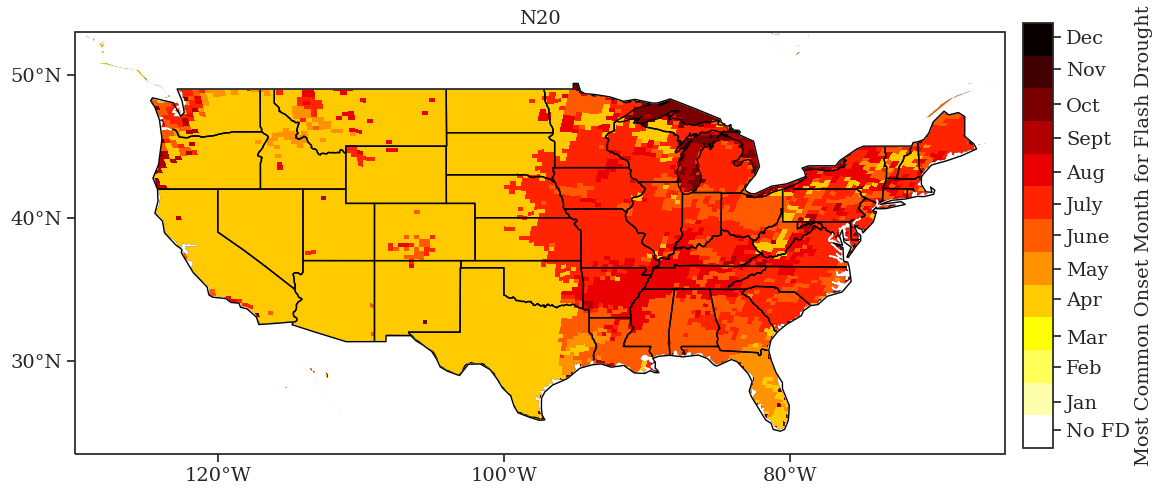 N20
50°N
40°N
30°N
120°W
100°W
80°W
Dec
Nov
Oct
Sept
Aug
July
June
May
Apr
Mar
Feb
Jan
No FD
Most Common Onset Month for Flash Drought